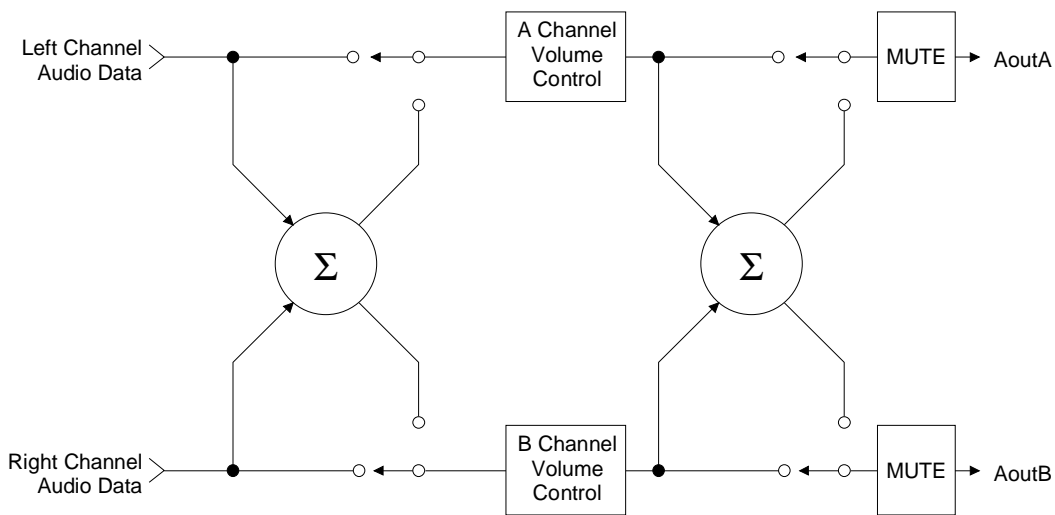 Left Channel
Audio Data
A Channel
Volume
Control
MUTE
AoutA
Σ
Σ
Right Channel
Audio Data
B Channel
Volume
Control
MUTE
AoutB